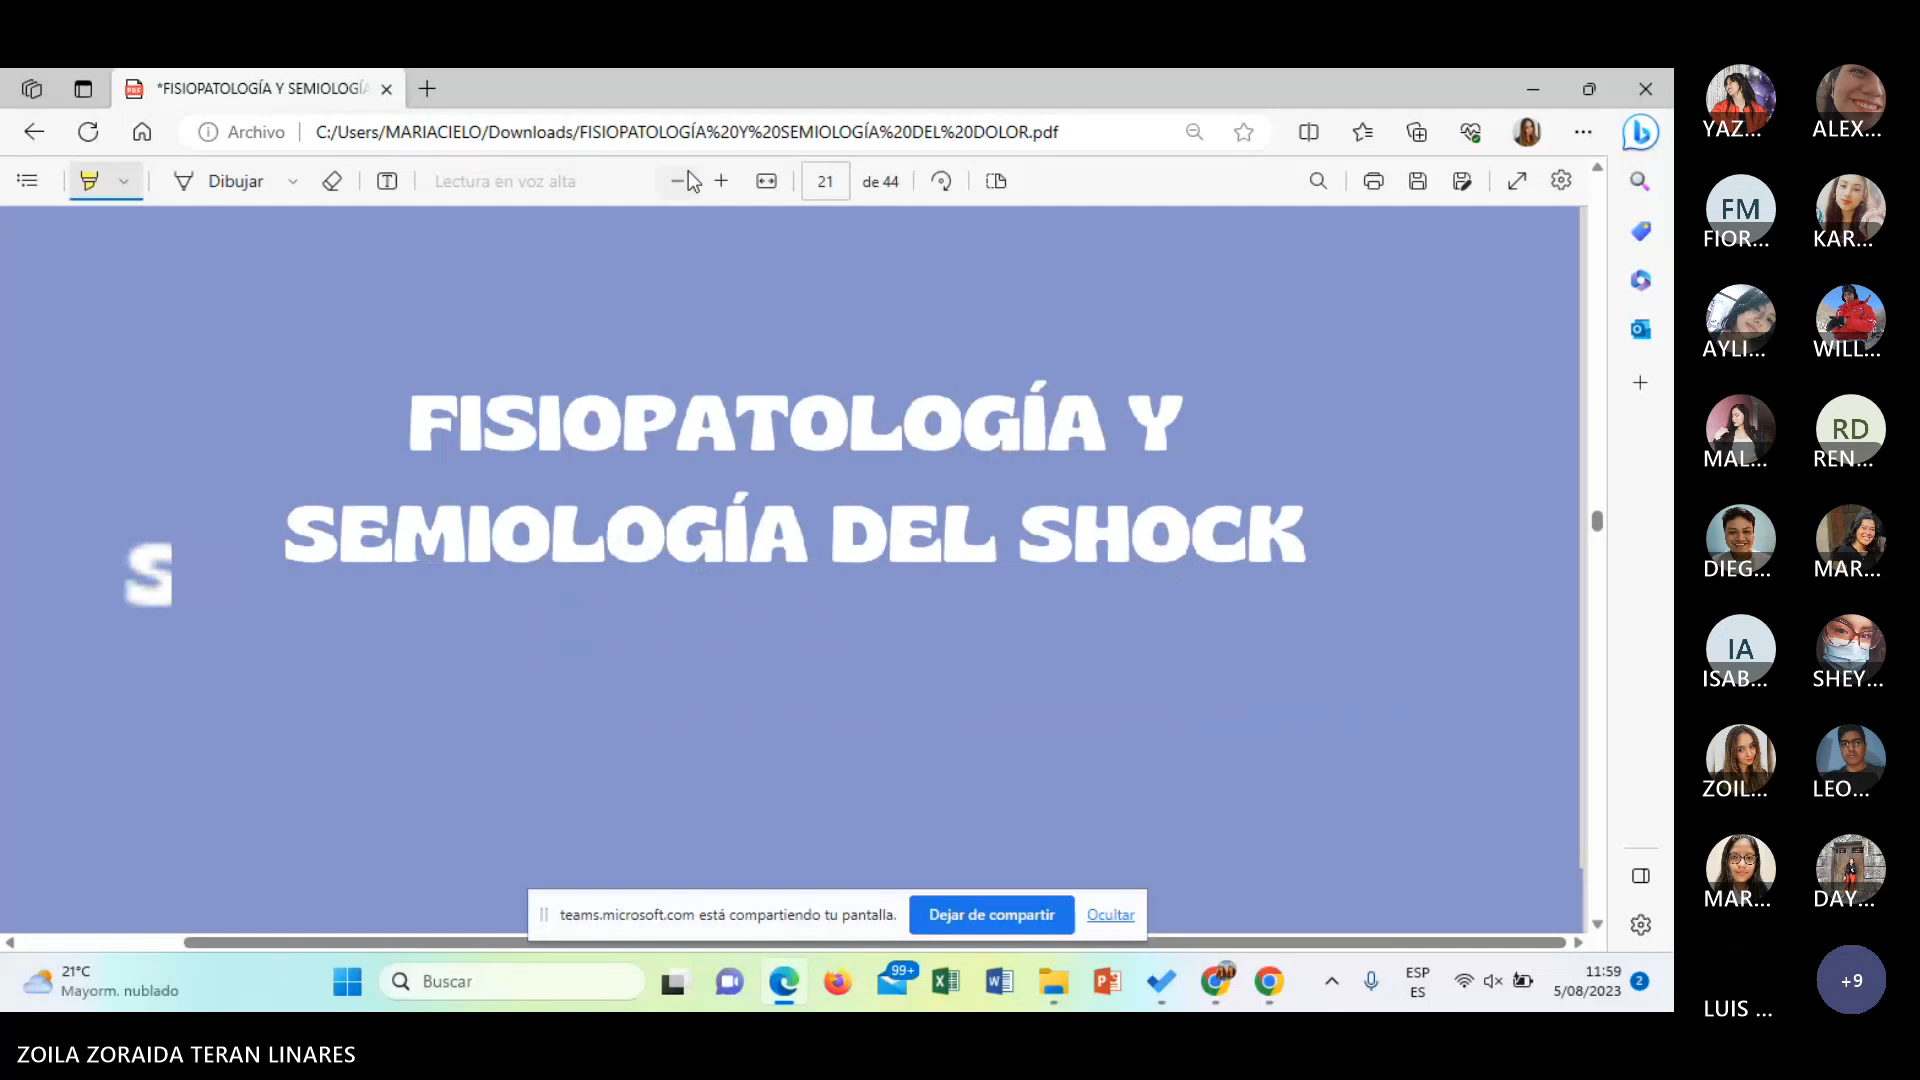 *FISIOPATOLOGÍA Y SEMIOLOGÍA
Archivo
C:/Users/MARIACIELO/Downloads/FISIOPATOLOGÍA%20Y%20SEMIOLOGÍA%20DEL%20DOLOR.pdf
Dibujar
Lectura en voz alta
21
de 44
FISIOPATOLOGÍA Y
SEMIOLOGÍA DEL SHOCK
S
teams.microsoft.com está compartiendo tu pantalla.
Dejar de compartir
Ocultar
21°C
Mayorm. nublado
Buscar
99+
ESP
ES
11:59
5/08/2023
2
YAZ...
ALEX...
FM
FIOR...
KAR...
AYLI...
WILL...
MAL...
RD
REN...
DIEG...
MAR...
IA
ISAB...
SHEY...
ZOIL...
LEO...
MAR...
DAY...
LUIS ...
+9
ZOILA ZORAIDA TERAN LINARES